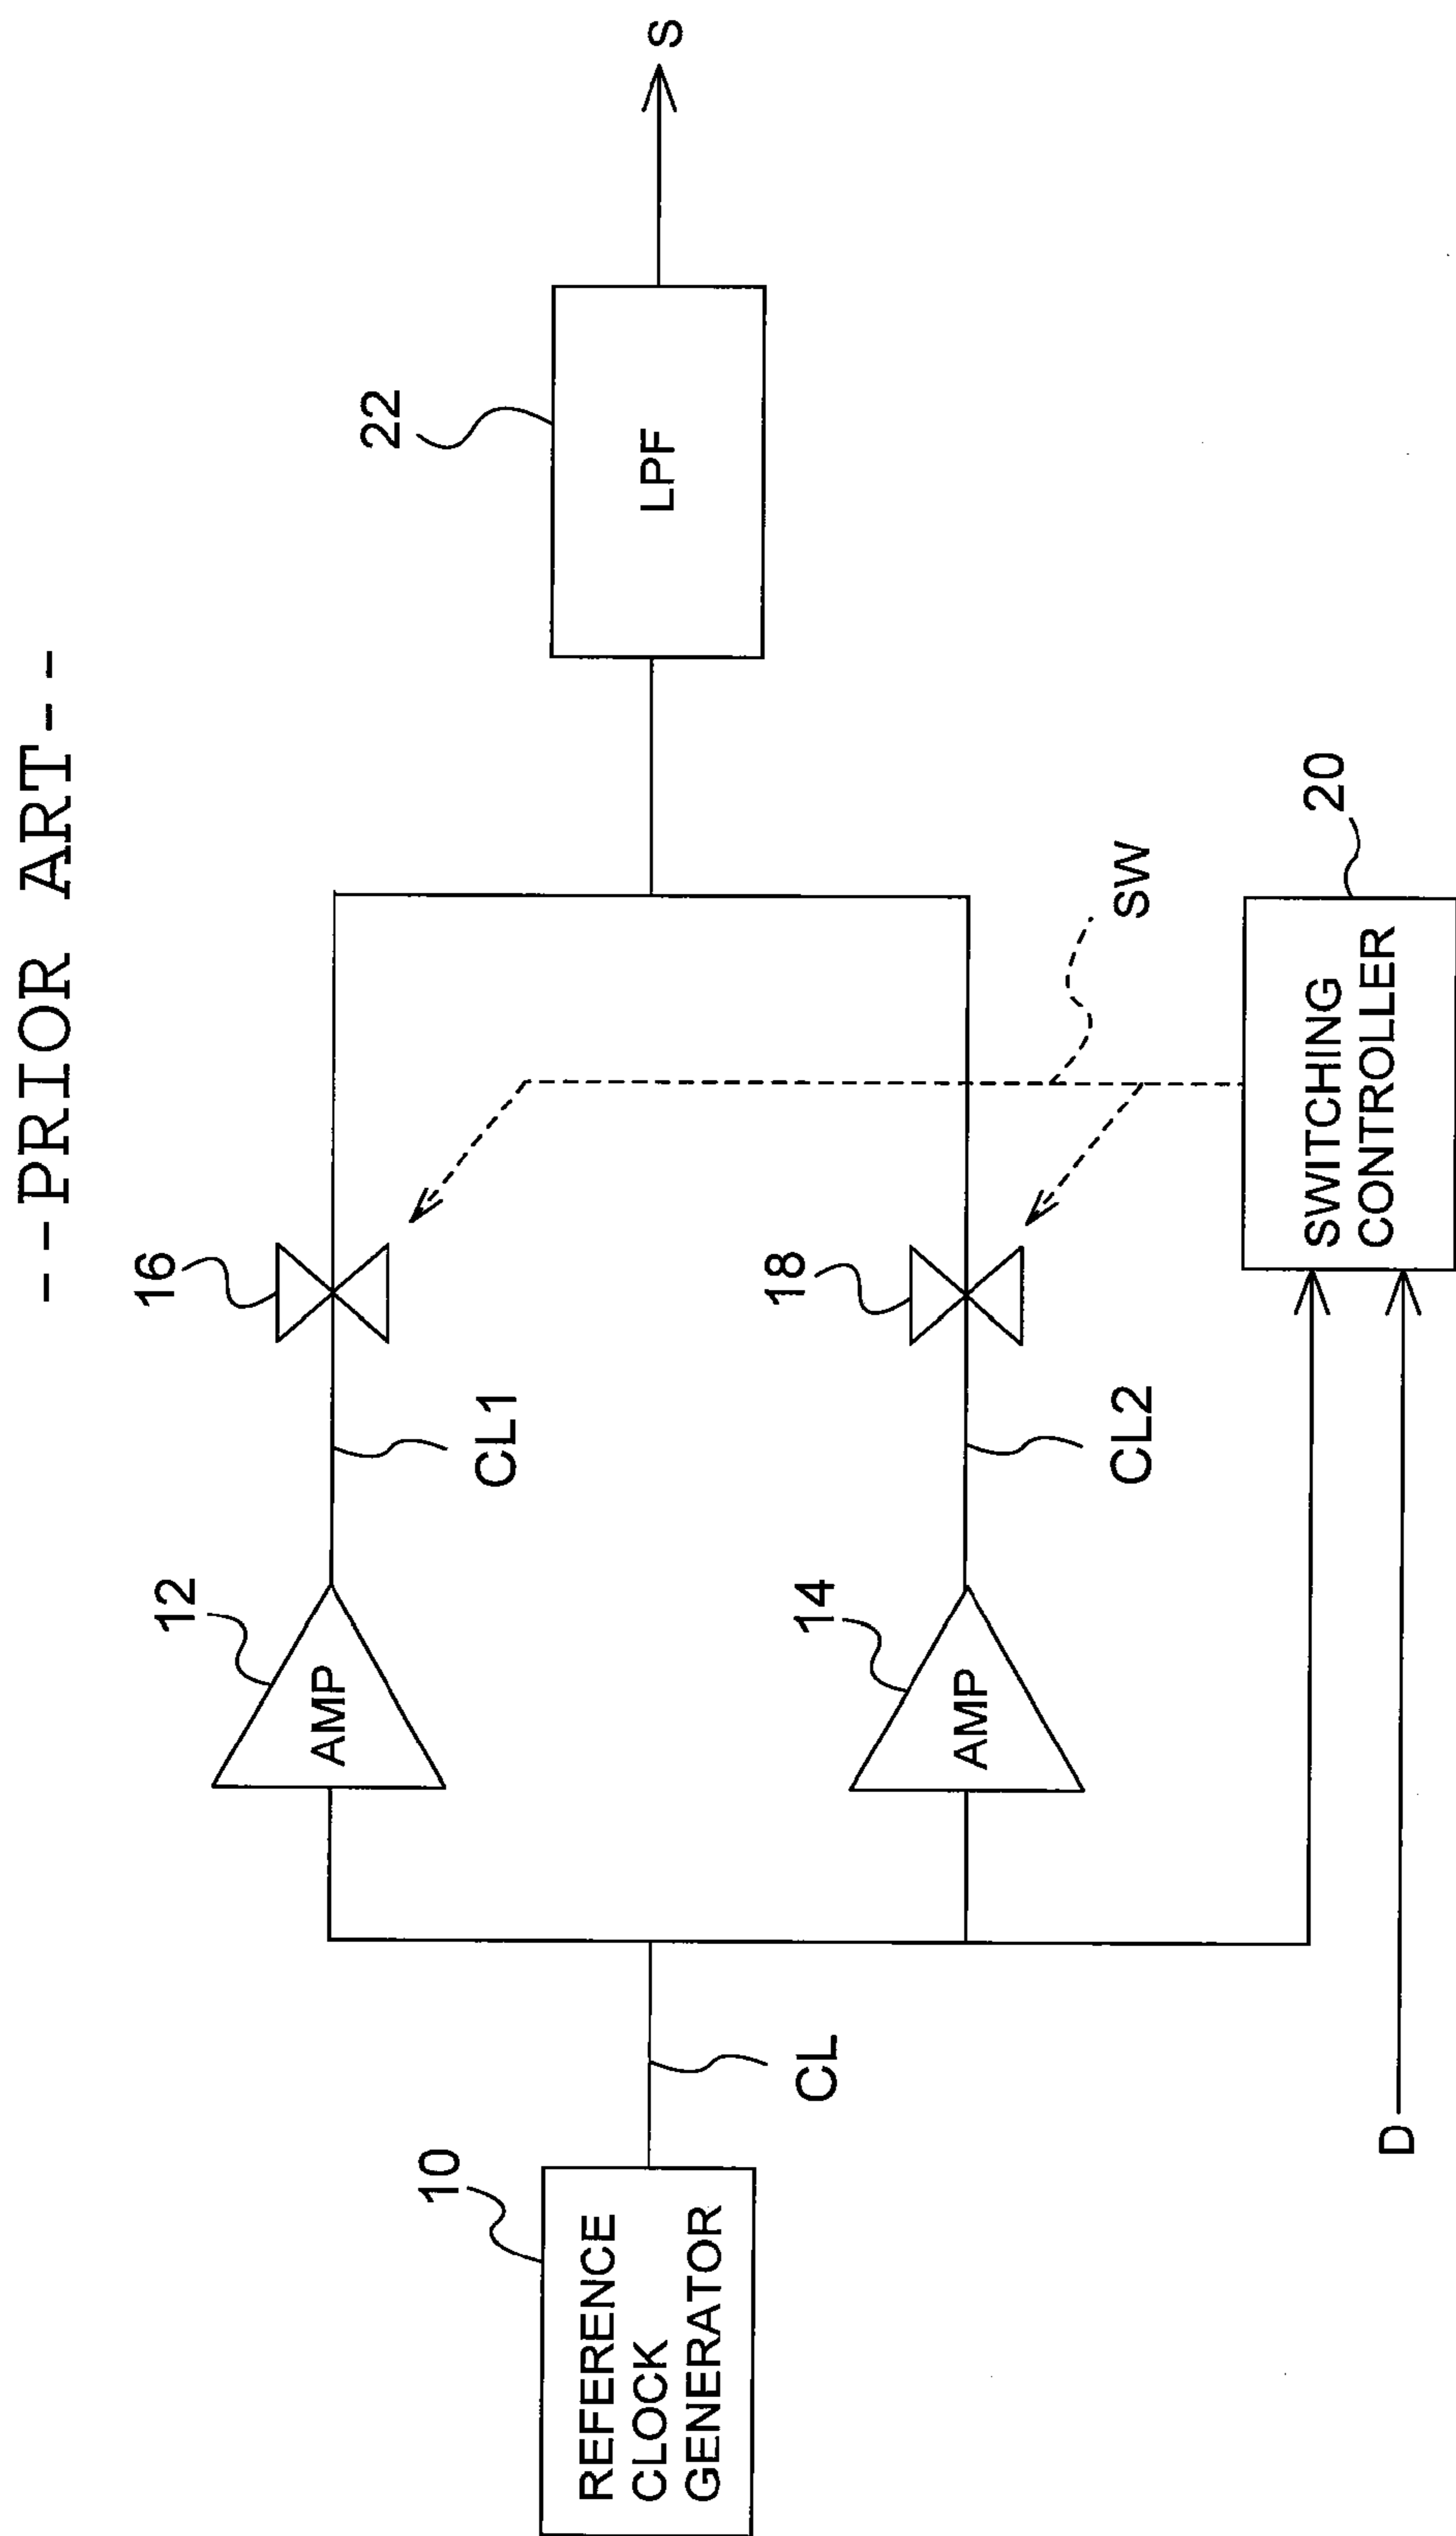 --PRIOR ART--
10
REFERENCE
CLOCK
GENERATOR
CL
12
AMP
CL1
16
14
AMP
CL2
18
SW
22
LPF
S
D
20
SWITCHING
CONTROLLER